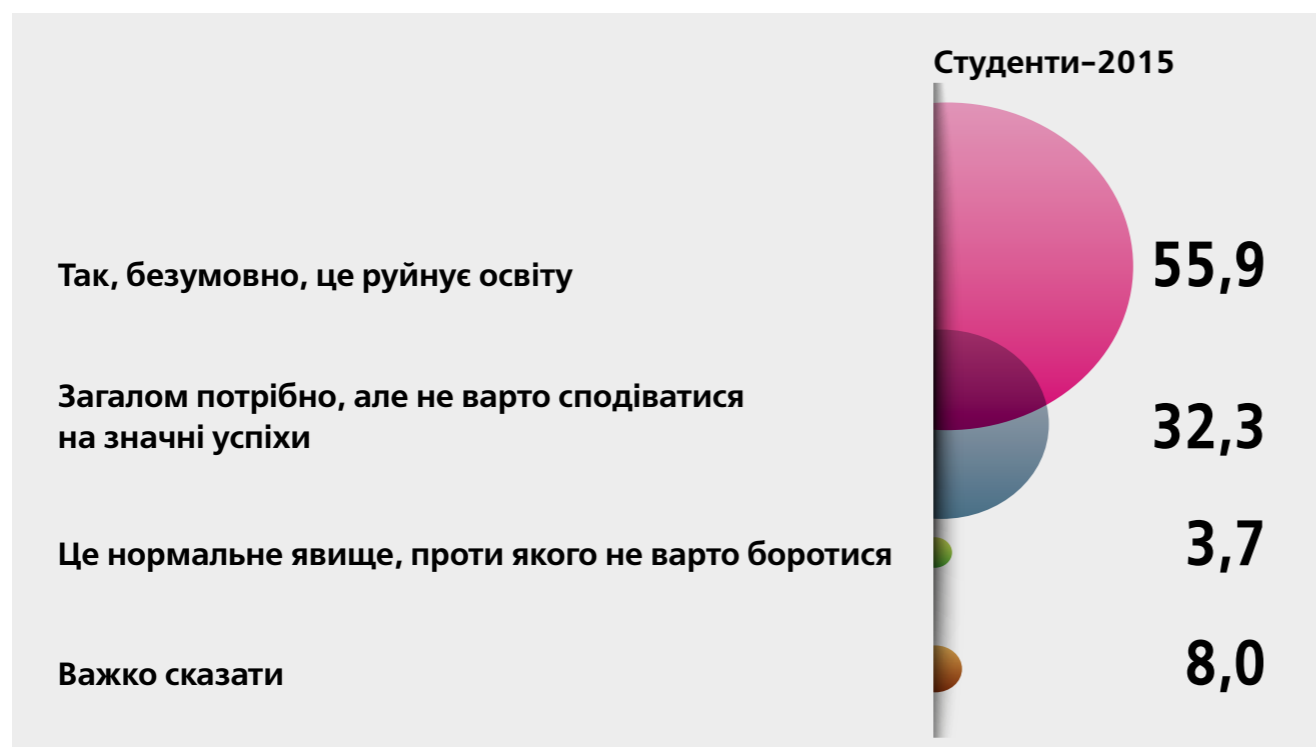 Студенти–2015
Так, безумовно, це руйнує освіту
55,9
Загалом потрібно, але не варто сподіватися
на значні успіхи
32,3
Це нормальне явище, проти якого не варто боротися
3,7
Важко сказати
8,0